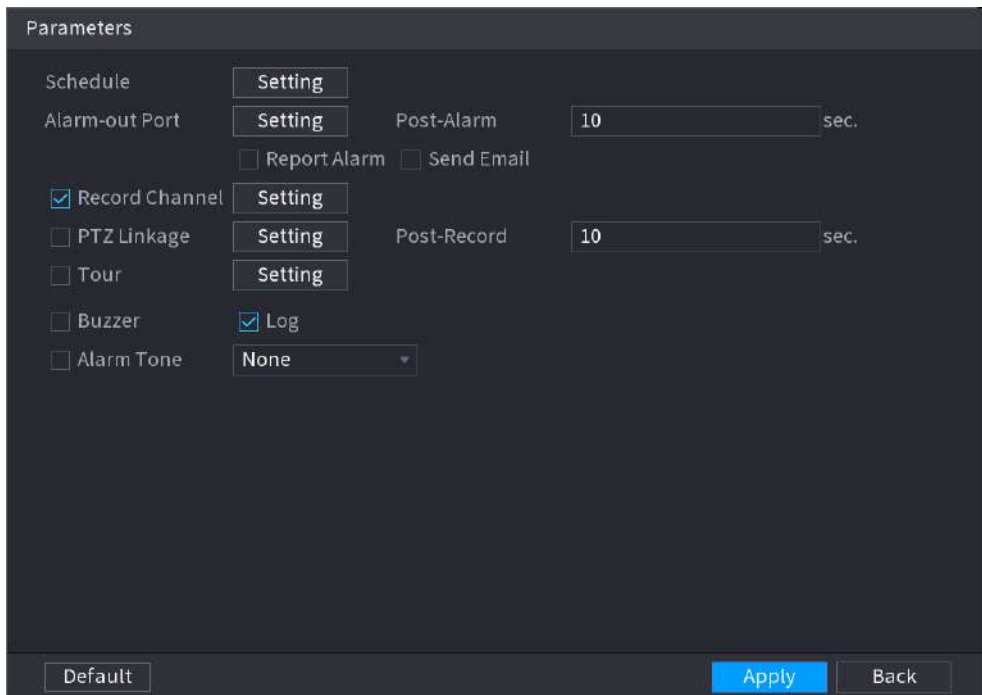 Parameters
Schedule Setting
Alarm-out Port Setting Post-Alarm 10 sec.
Report Alarm Send Email
Record Channel Setting
PTZ Linkage Setting Post-Record 10 sec.
Tour Setting
Buzzer Log
Alarm Tone None
Default Apply Back